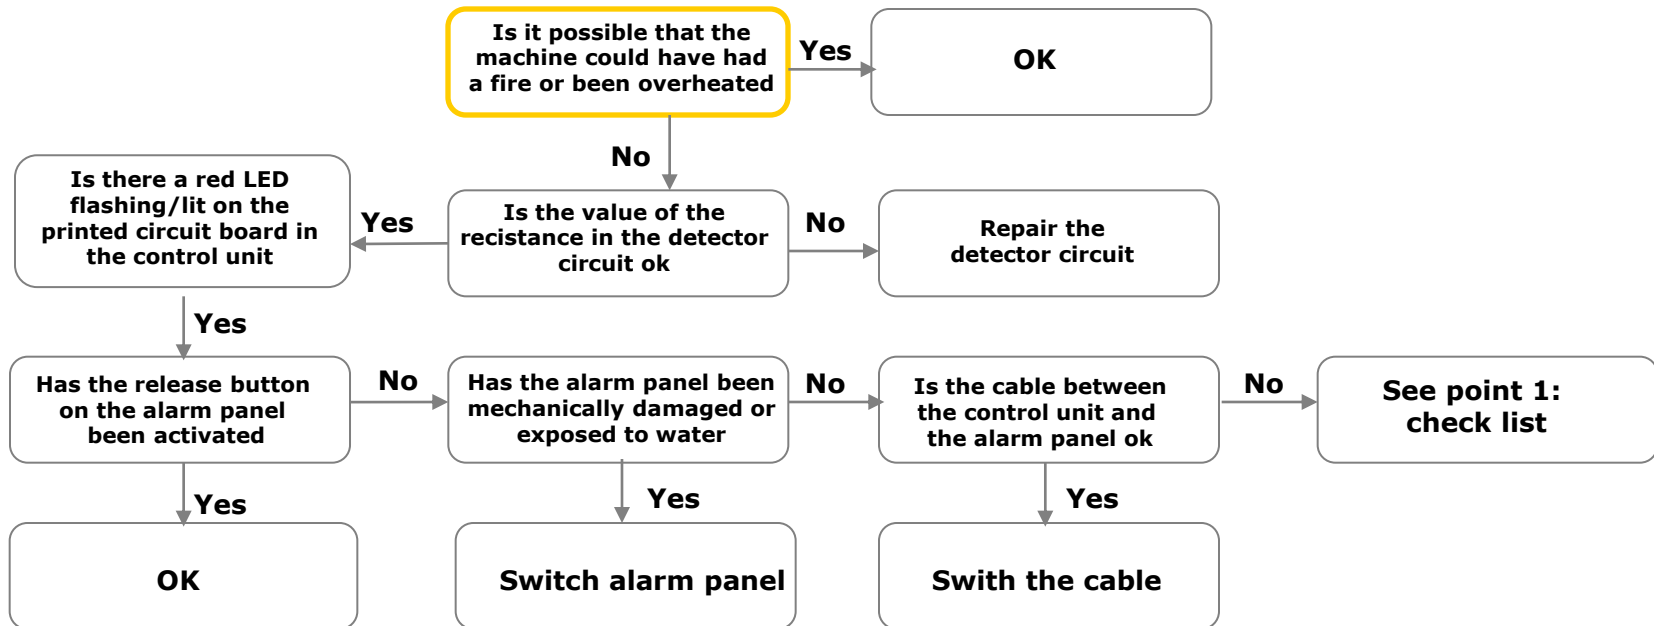 Is it possible that the
machine could have had
a fire or been overheated
Yes
OK
No
Is there a red LED
flashing/lit on the
printed circuit board in
the control unit
Yes
Is the value of the
recistance in the detector
circuit ok
No
Repair the
detector circuit
Yes
Has the release button
on the alarm panel
been activated
No
Has the alarm panel been
mechanically damaged or
exposed to water
No
Is the cable between
the control unit and
the alarm panel ok
No
See point 1:
check list
Yes
Yes
Yes
OK
Switch alarm panel
Swith the cable